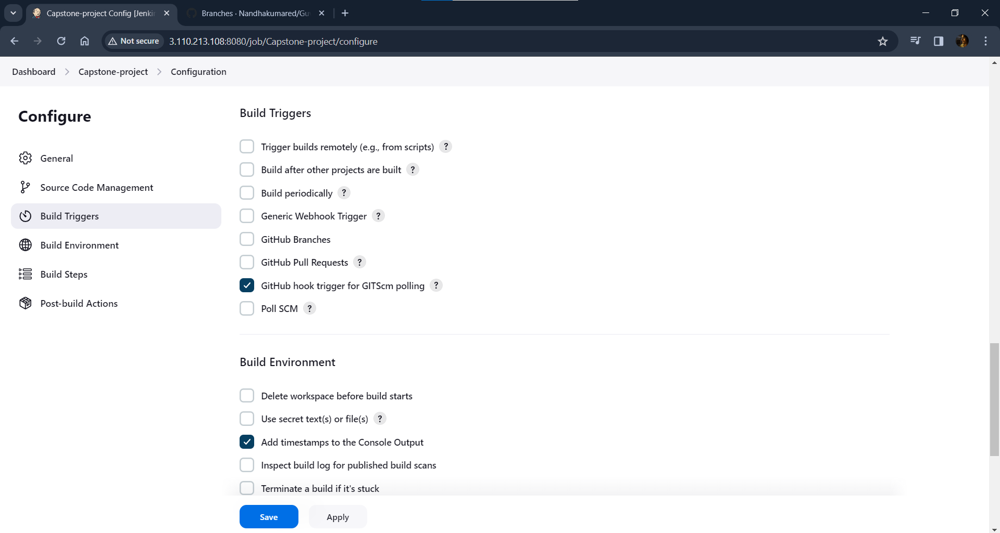 Capstone-project Config [Jenki
Branches · Nandhakumared/Gu
Not secure
3.110.213.108:8080/job/Capstone-project/configure
Dashboard
Capstone-project
Configuration
Configure
General
Source Code Management
Build Triggers
Build Environment
Build Steps
Post-build Actions
Build Triggers
Trigger builds remotely (e.g., from scripts) ?
Build after other projects are built ?
Build periodically ?
Generic Webhook Trigger ?
GitHub Branches
GitHub Pull Requests ?
GitHub hook trigger for GITScm polling ?
Poll SCM ?
Build Environment
Delete workspace before build starts
Use secret text(s) or file(s) ?
Add timestamps to the Console Output
Inspect build log for published build scans
Terminate a build if it's stuck
Save
Apply